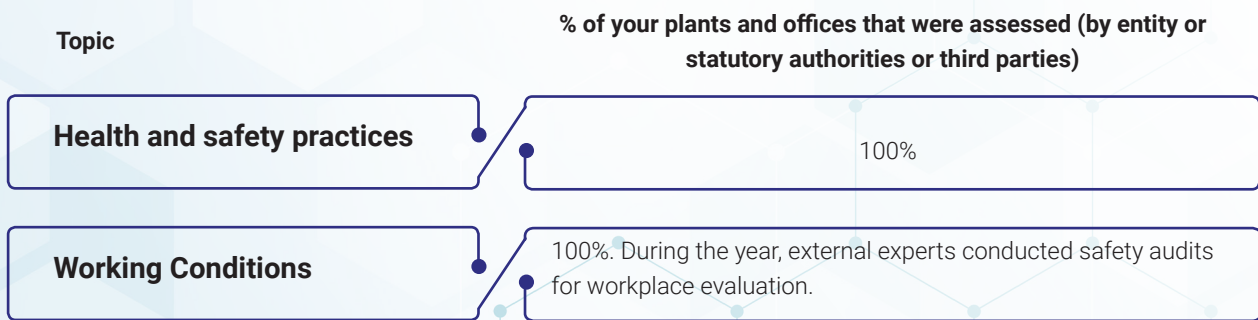 Topic
% of your plants and offices that were assessed (by entity or
statutory authorities or third parties)
Health and safety practices
100%
Working Conditions
100%. During the year, external experts conducted safety audits
for workplace evaluation.